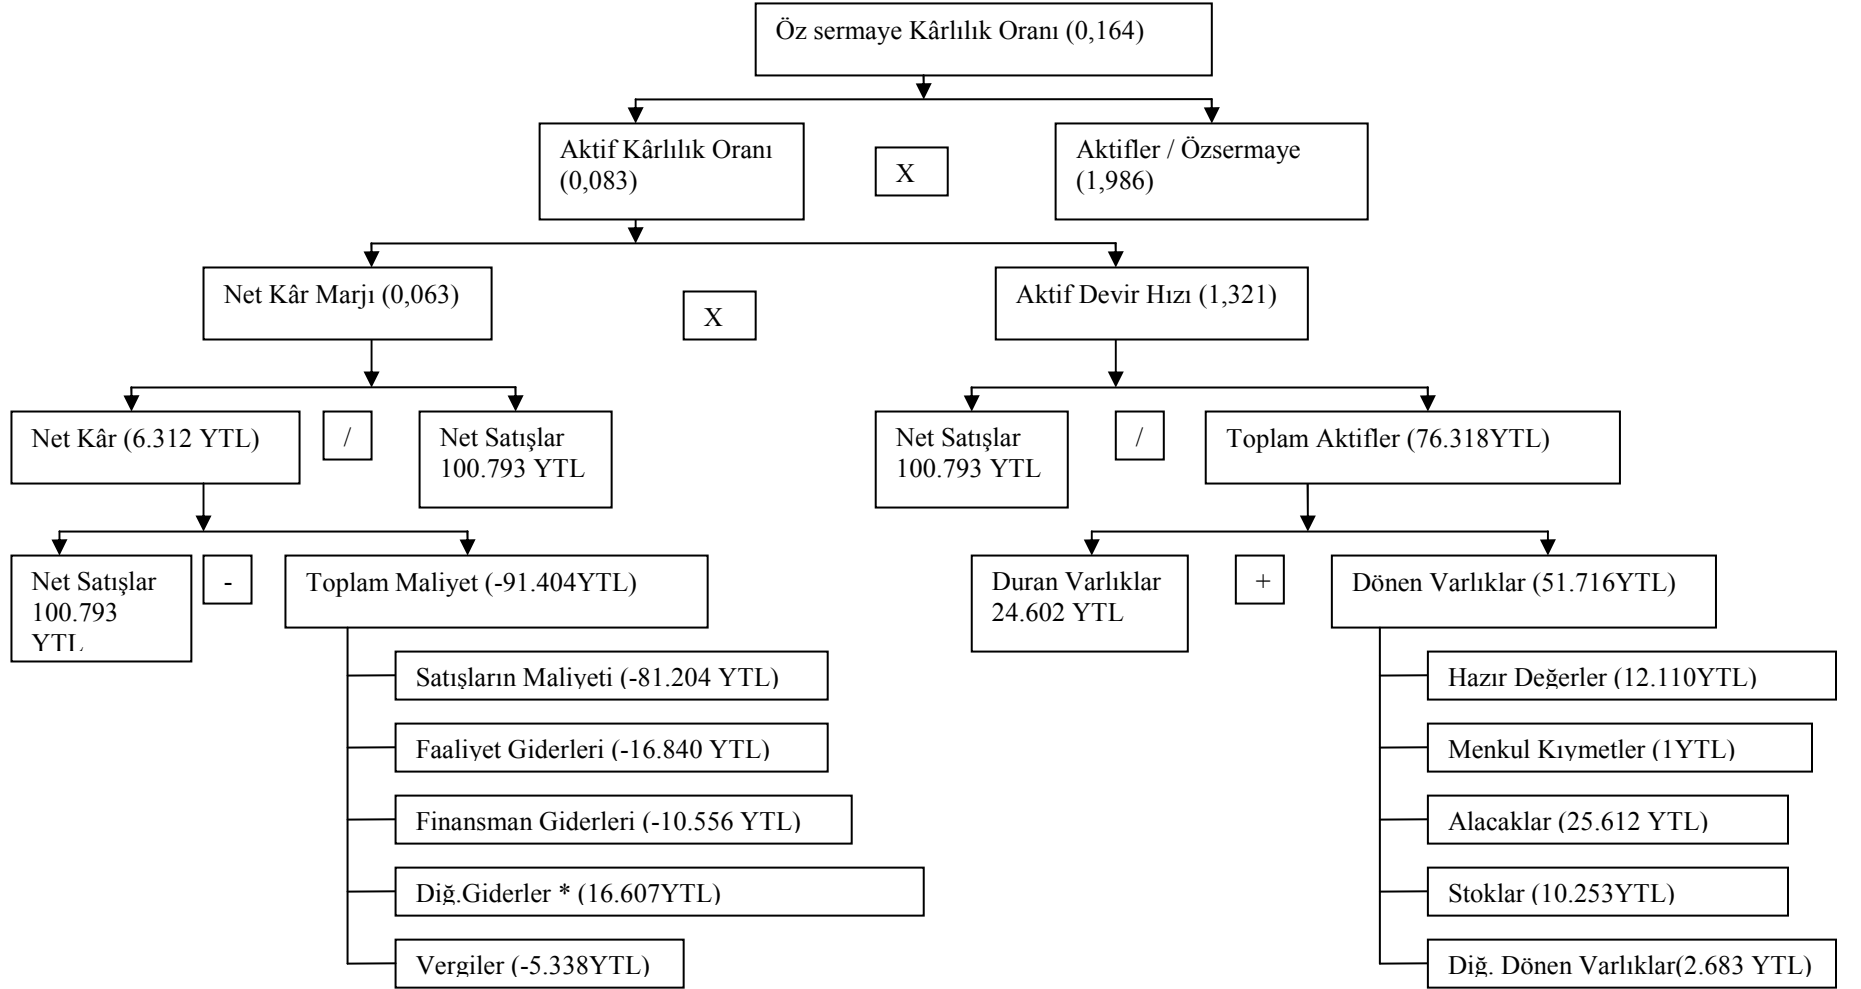 Öz sermaye Kârlılık Oranı (0,164)
Aktif Kârlılık Oranı
(0,083)
X
Aktifler / Özsermaye
(1,986)
Net Kâr Marjı (0,063)
X
Aktif Devir Hızı (1,321)
Net Kâr (6.312 YTL)
/
Net Satışlar
100.793 YTL
Net Satışlar
100.793 YTL
/
Toplam Aktifler (76.318YTL)
Net Satışlar
100.793
YTL
-
Toplam Maliyet (-91.404YTL)
Duran Varlıklar
24.602 YTL
+
Dönen Varlıklar (51.716YTL)
Satışların Maliyeti (-81.204 YTL)
Faaliyet Giderleri (-16.840 YTL)
Finansman Giderleri (-10.556 YTL)
Diğ.Giderler * (16.607YTL)
Vergiler (-5.338YTL)
Hazır Değerler (12.110YTL)
Menkul Kıymetler (1YTL)
Alacaklar (25.612 YTL)
Stoklar (10.253YTL)
Diğ. Dönen Varlıklar(2.683 YTL)